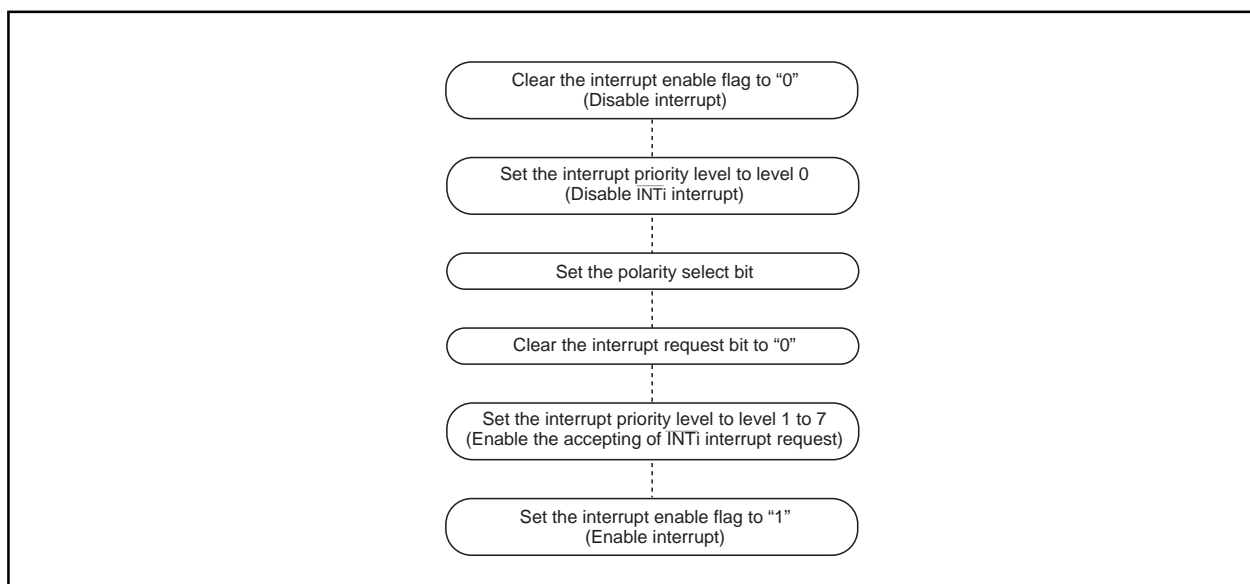 Clear the interrupt enable flag to “0”
(Disable interrupt)
Set the interrupt priority level to level 0
(Disable INTi interrupt)
Set the polarity select bit
Clear the interrupt request bit to “0”
Set the interrupt priority level to level 1 to 7
(Enable the accepting of INTi interrupt request)
Set the interrupt enable flag to “1”
(Enable interrupt)